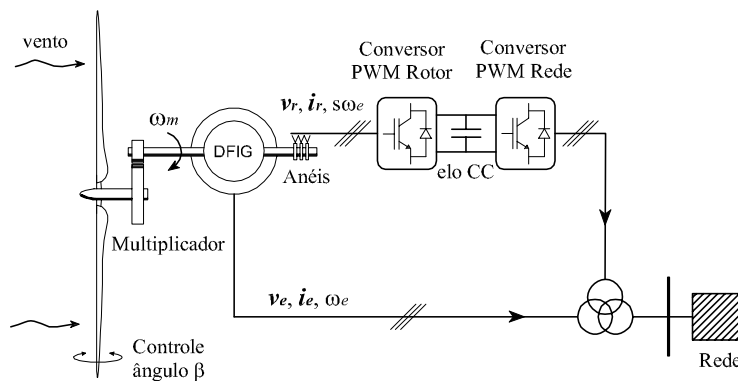 vento
Conversor
PWM Rotor
Conversor
PWM Rede
vr, ir, sωe
ωm
DFIG
Anéis
elo CC
Multiplicador
ve, ie, ωe
Controle
ângulo β
Rede